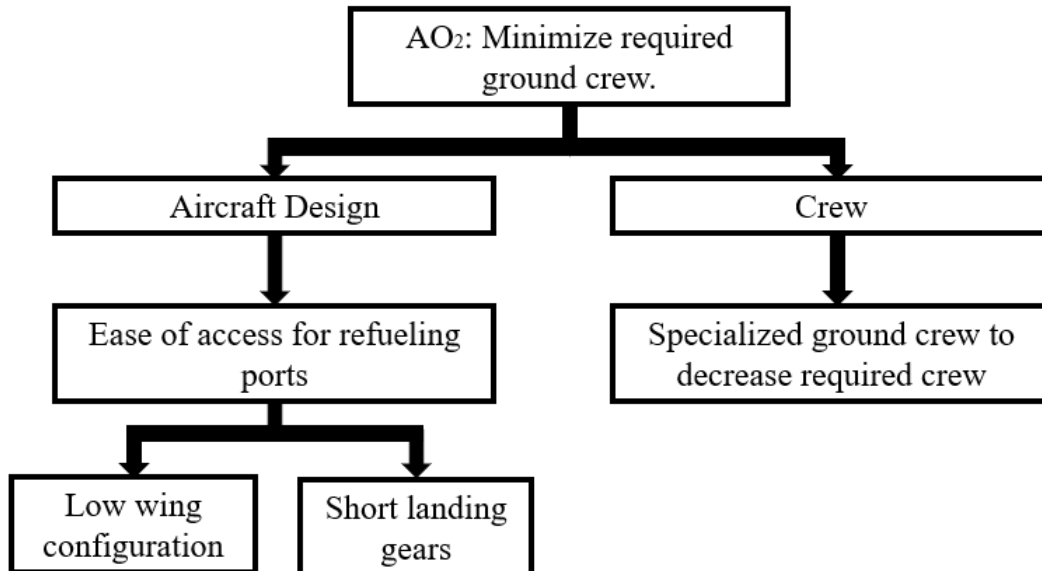 AO₂: Minimize required
ground crew.
Aircraft Design
Crew
Ease of access for refueling
ports
Specialized ground crew to
decrease required crew
Low wing
configuration
Short landing
gears